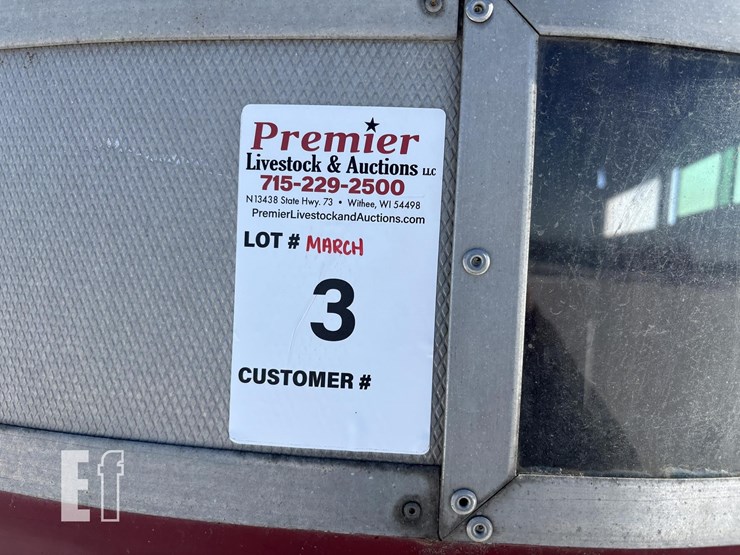 Premier
Livestock & Auctions LLC
715-229-2500
N13438 State Hwy. 73 • Withee, WI 54498
PremierLivestockandAuctions.com
LOT # MARCH
3
CUSTOMER #
Ef